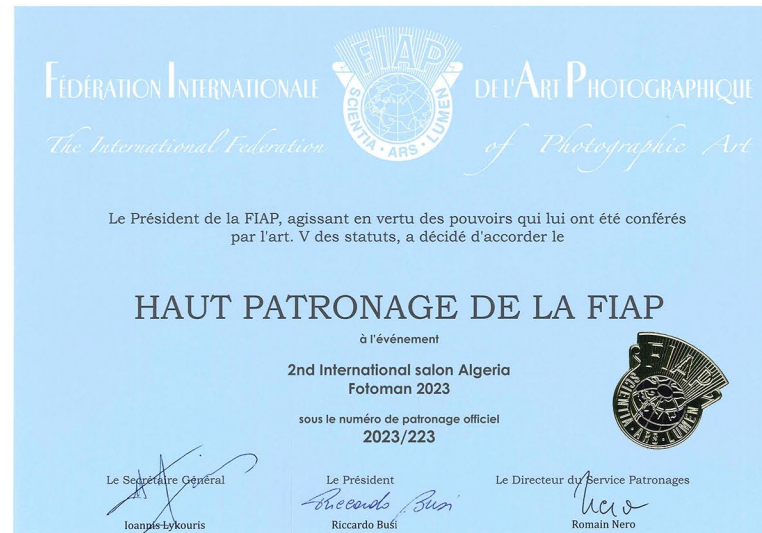 FIAP
SCIENTIA · ARS · LUMEN
FÉDÉRATION INTERNATIONALE DE L'ART PHOTOGRAPHIQUE
The International Federation of Photographic Art
Le Président de la FIAP, agissant en vertu des pouvoirs qui lui ont été conférés
par l'art. V des statuts, a décidé d'accorder le
HAUT PATRONAGE DE LA FIAP
à l'événement
2nd International salon Algeria
Fotoman 2023
sous le numéro de patronage officiel
2023/223
FIAP
SCIENTIA · ARS · LUMEN
Le Secrétaire Général
Le Président
Le Directeur du Service Patronages
Riccardo Busi
Nero
Ioannis Lykouris
Riccardo Busi
Romain Nero